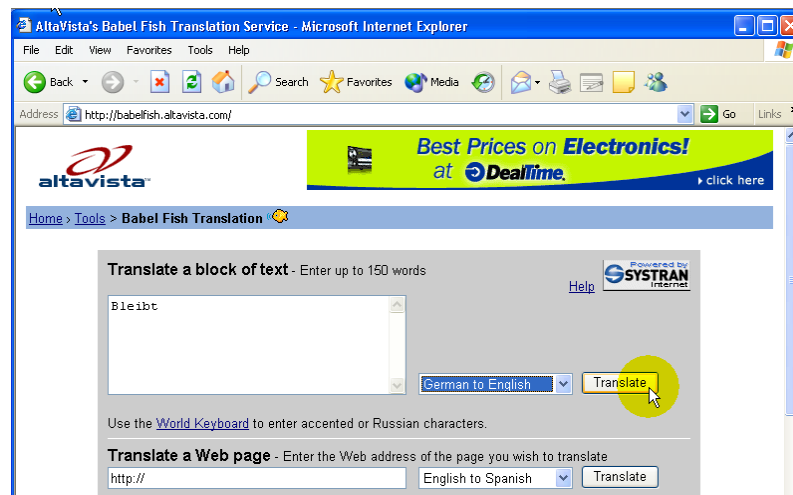 AltaVista's Babel Fish Translation Service - Microsoft Internet Explorer
File Edit View Favorites Tools Help
Back Search Favorites Media
Address http://babelfish.altavista.com/ Go Links
altavista™
Best Prices on Electronics!
at DealTime.
click here
Home › Tools > Babel Fish Translation
Translate a block of text - Enter up to 150 words
Help
Powered by
SYSTRAN
Internet
Bleibt
German to English Translate
Use the World Keyboard to enter accented or Russian characters.
Translate a Web page - Enter the Web address of the page you wish to translate
http:// English to Spanish Translate